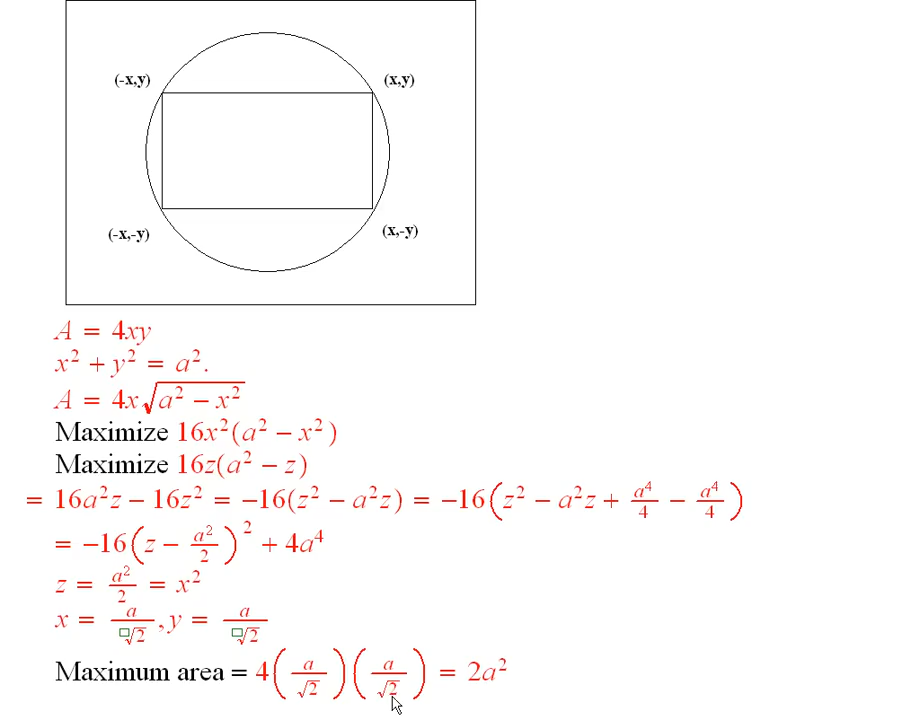 (-x,y) (x,y)
(-x,-y) (x,-y)
A = 4xy
x² + y² = a².
A = 4x√(a² − x²)
Maximize 16x²(a² − x²)
Maximize 16z(a² − z)
= 16a²z − 16z² = −16(z² − a²z) = −16(z² − a²z + a⁴/4 − a⁴/4)
= −16(z − a²/2)² + 4a⁴
z = a²/2 = x²
x = a/√2, y = a/√2
Maximum area = 4(a/√2)(a/√2) = 2a²